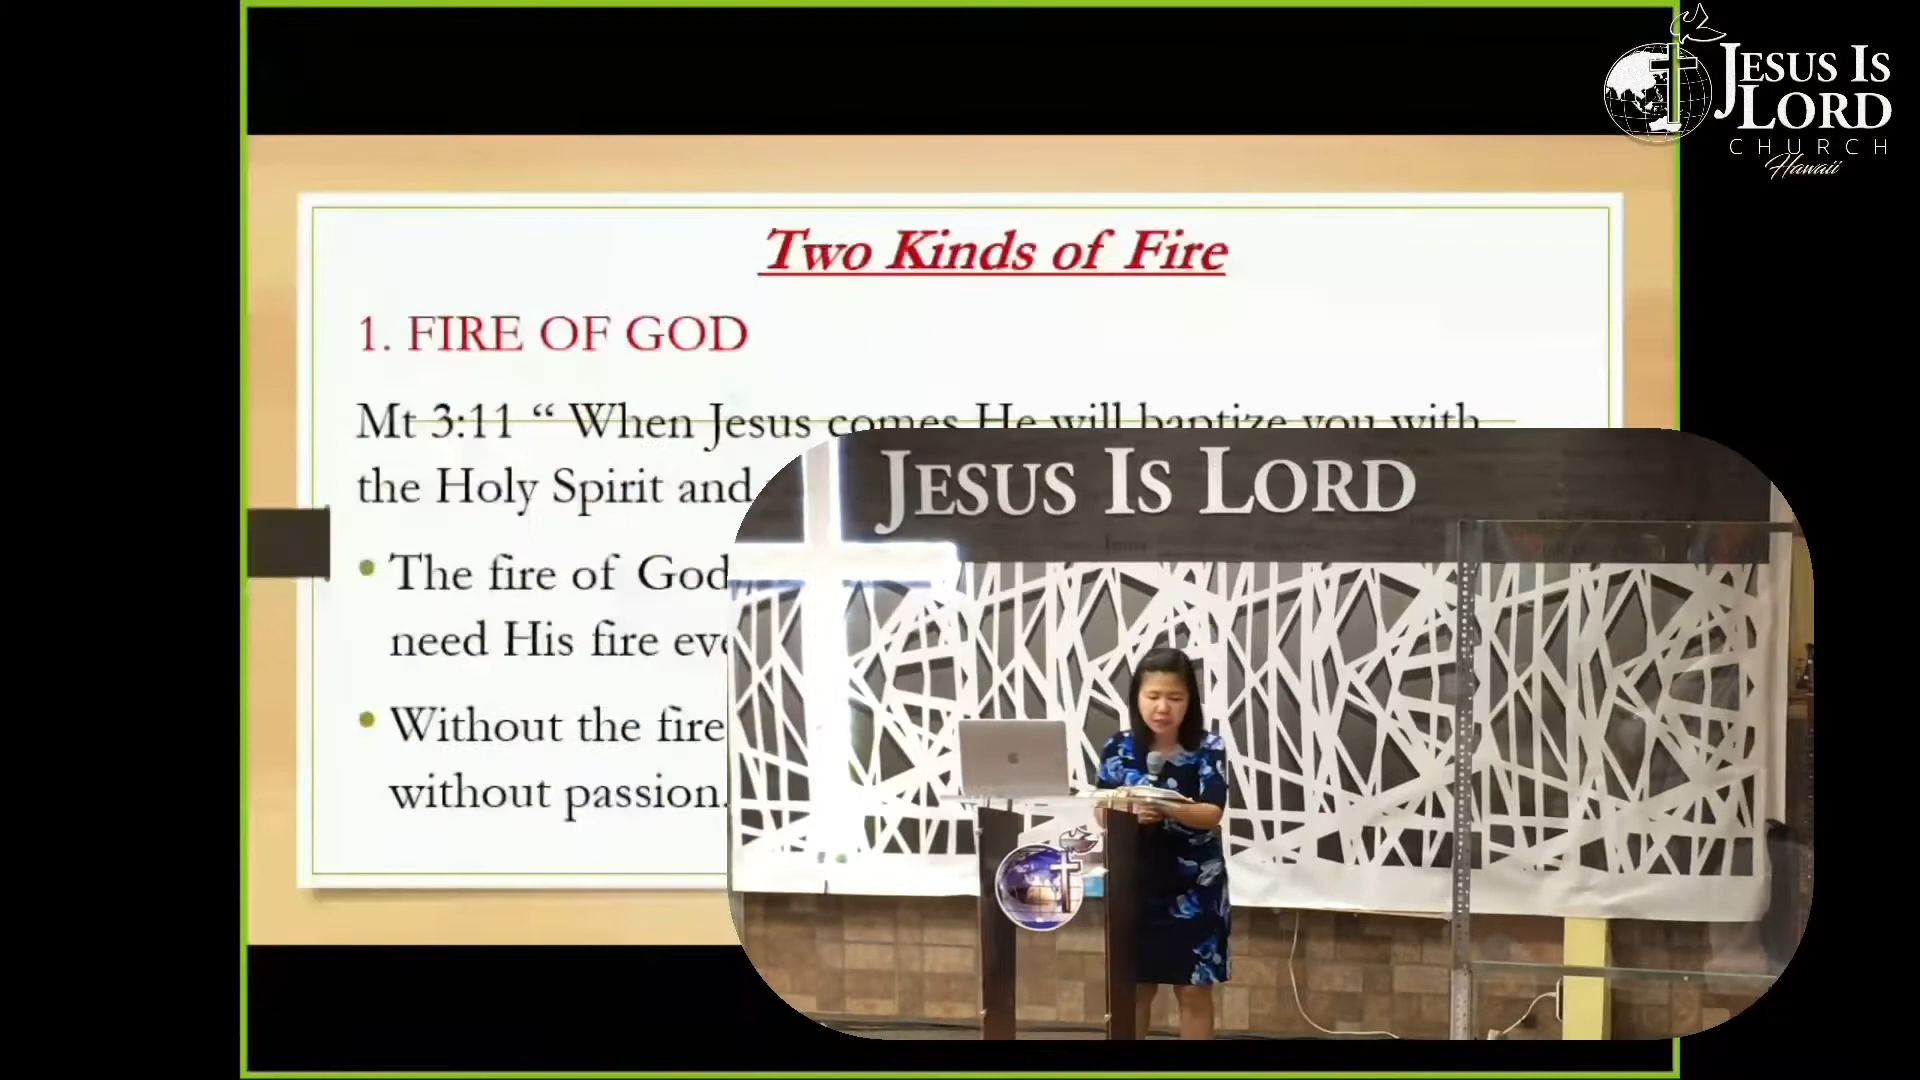 Two Kinds of Fire
1. FIRE OF GOD
Mt 3:11 “ When Jesus comes He will baptize you with
the Holy Spirit and
The fire of God
need His fire
Without the fire
without passion.
JESUS IS LORD
JESUS IS
LORD
CHURCH
Hawaii